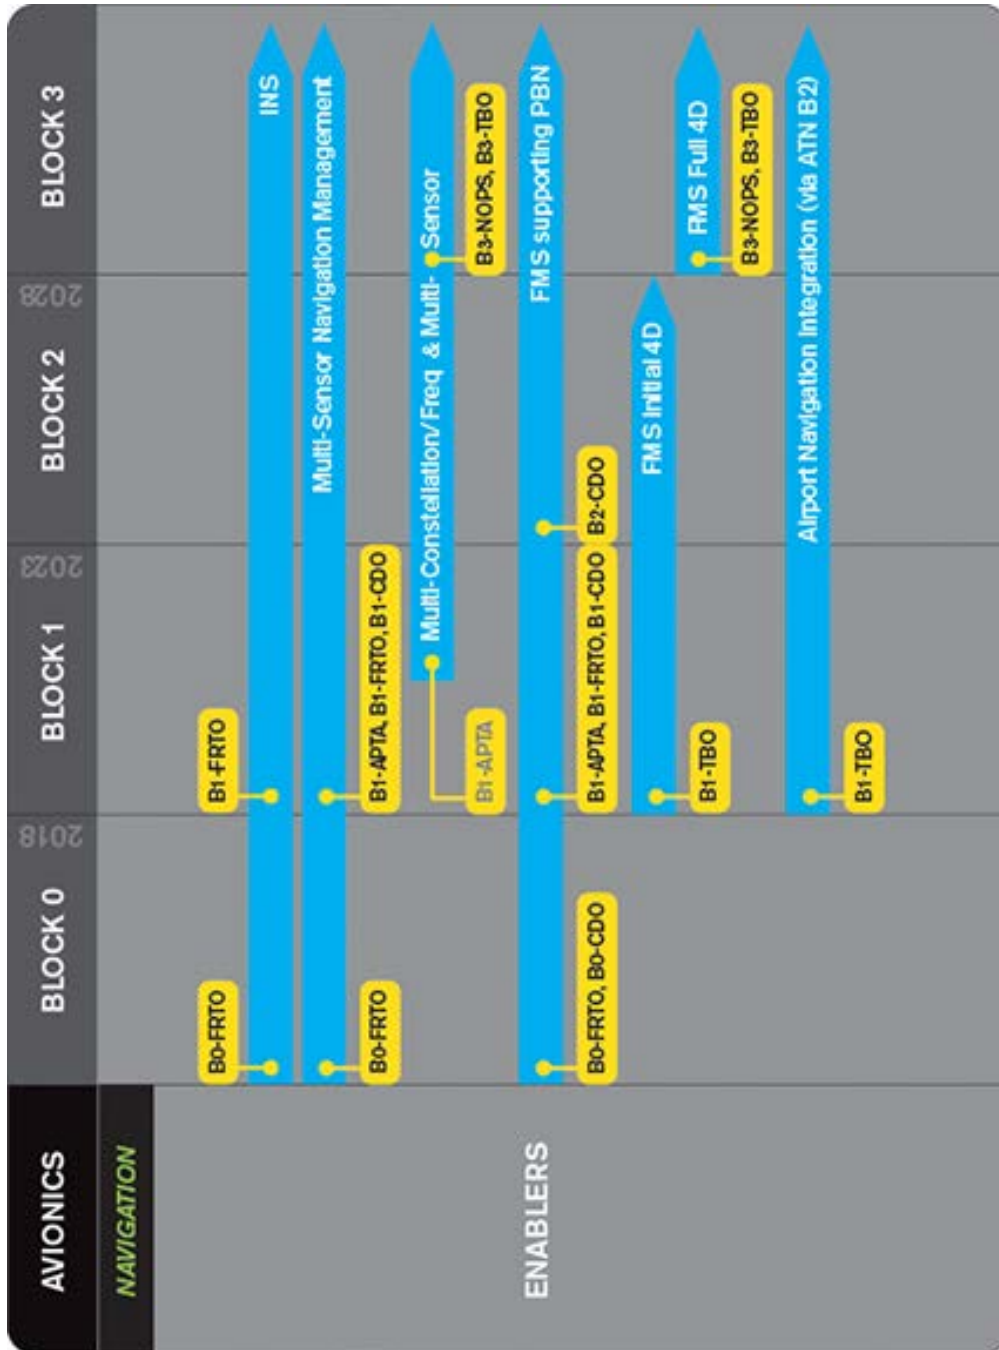 AVIONICS
BLOCK 0
2018
BLOCK 1
2023
BLOCK 2
2028
BLOCK 3
NAVIGATION
ENABLERS
B0-FRTO
B1-FRTO
INS
Multi-Sensor Navigation Management
B0-FRTO
B1-APTA, B1-FRTO, B1-CDO
Multi-Constellation/Freq & Multi- Sensor
B1-APTA
B3-NOPS, B3-TBO
FMS supporting PBN
B0-FRTO, B0-CDO
B1-APTA, B1-FRTO, B1-CDO
B2-CDO
FMS Initial 4D
B1-TBO
FMS Full 4D
B3-NOPS, B3-TBO
Airport Navigation Integration (via ATN B2)
B1-TBO